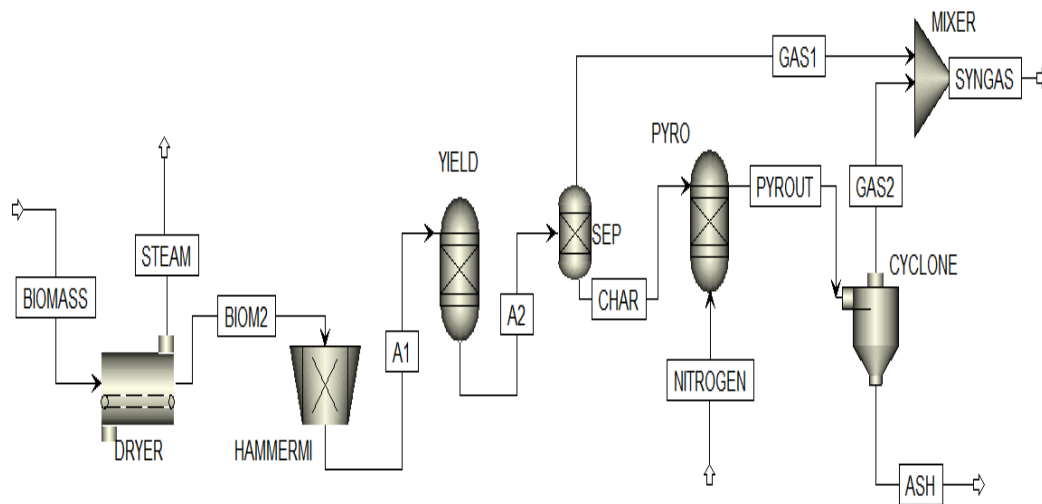 MIXER
GAS1
SYNGAS
PYRO
YIELD
PYROUT
GAS2
STEAM
SEP
CYCLONE
BIOMASS
CHAR
BIOM2
A2
A1
NITROGEN
DRYER
HAMMERMI
ASH